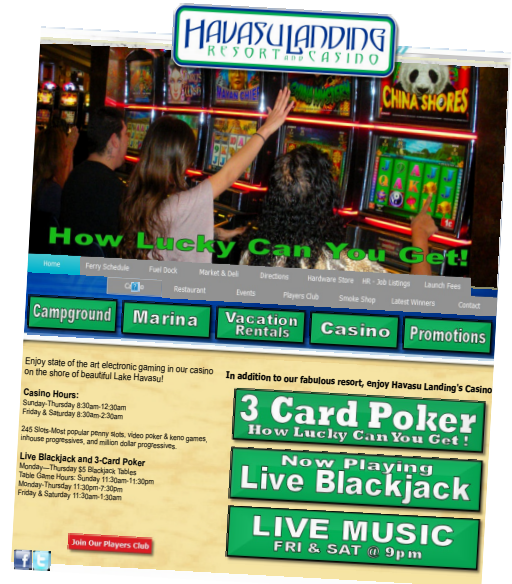 HAVASU LANDING
RESORT AND CASINO
CHINA SHORES
How Lucky Can You Get!
Home Ferry Schedule Fuel Dock Market & Deli Directions Hardware Store HR - Job Listings Launch Fees
Restaurant Events Players Club Smoke Shop Latest Winners Contact
Campground Marina Vacation Rentals Casino Promotions
Enjoy state of the art electronic gaming in our casino
on the shore of beautiful Lake Havasu!
Casino Hours:
Sunday-Thursday 8:30am-12:30am
Friday & Saturday 8:30am-2:30am
245 Slots-Most popular penny slots, video poker & keno games,
inhouse progressives, and million dollar progressives.
Live Blackjack and 3-Card Poker
Monday—Thursday $5 Blackjack Tables
Table Game Hours: Sunday 11:30am-11:30pm
Monday-Thursday 11:30pm-7:30pm
Friday & Saturday 11:30am-1:30am
Join Our Players Club
f t
In addition to our fabulous resort, enjoy Havasu Landing's Casino
3 Card Poker
How Lucky Can You Get!
Now Playing
Live Blackjack
LIVE MUSIC
FRI & SAT @ 9pm